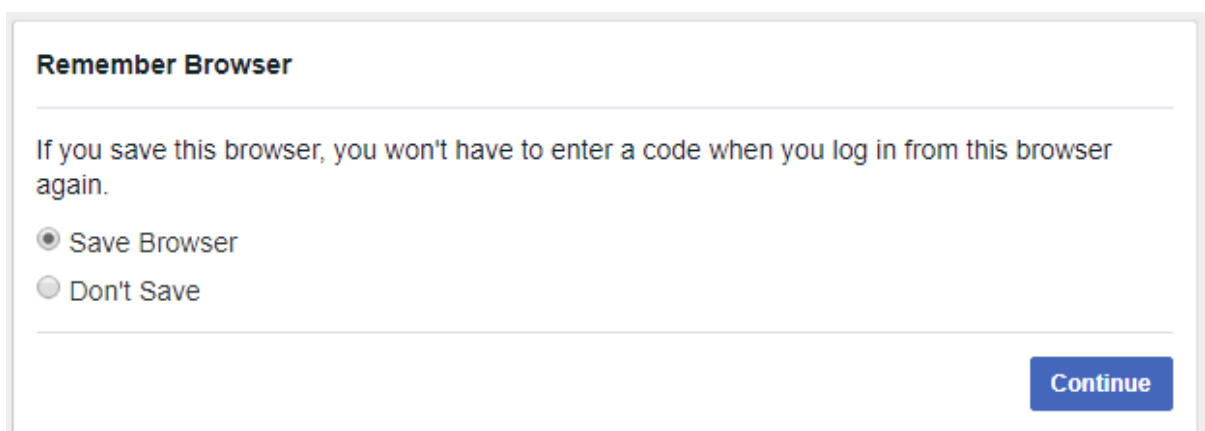 Remember Browser
If you save this browser, you won't have to enter a code when you log in from this browser
again.
Save Browser
Don't Save
Continue